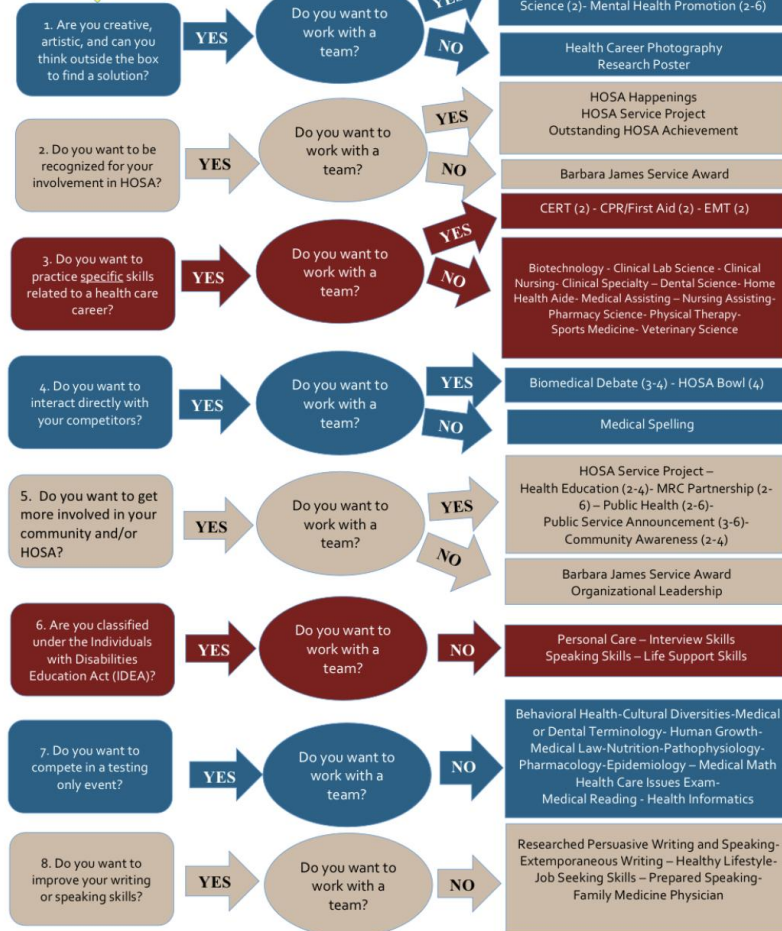 1. Are you creative,
artistic, and can you
think outside the box
to find a solution?
YES
Do you want to
work with a
team?
YES
Science (2)- Mental Health Promotion (2-6)
NO
Health Career Photography
Research Poster
2. Do you want to be
recognized for your
involvement in HOSA?
YES
Do you want to
work with a
team?
YES
HOSA Happenings
HOSA Service Project
Outstanding HOSA Achievement
NO
Barbara James Service Award
3. Do you want to
practice specific skills
related to a health care
career?
YES
Do you want to
work with a
team?
YES
CERT (2) - CPR/First Aid (2) - EMT (2)
NO
Biotechnology - Clinical Lab Science - Clinical
Nursing- Clinical Specialty – Dental Science- Home
Health Aide- Medical Assisting – Nursing Assisting-
Pharmacy Science- Physical Therapy-
Sports Medicine- Veterinary Science
4. Do you want to
interact directly with
your competitors?
YES
Do you want to
work with a
team?
YES
Biomedical Debate (3-4) - HOSA Bowl (4)
NO
Medical Spelling
5. Do you want to get
more involved in your
community and/or
HOSA?
YES
Do you want to
work with a
team?
YES
HOSA Service Project –
Health Education (2-4)- MRC Partnership (2-
6) – Public Health (2-6)-
Public Service Announcement (3-6)-
Community Awareness (2-4)
NO
Barbara James Service Award
Organizational Leadership
6. Are you classified
under the Individuals
with Disabilities
Education Act (IDEA)?
YES
Do you want to
work with a
team?
NO
Personal Care – Interview Skills
Speaking Skills – Life Support Skills
7. Do you want to
compete in a testing
only event?
YES
Do you want to
work with a
team?
NO
Behavioral Health-Cultural Diversities-Medical
or Dental Terminology- Human Growth-
Medical Law-Nutrition-Pathophysiology-
Pharmacology-Epidemiology – Medical Math
Health Care Issues Exam-
Medical Reading - Health Informatics
8. Do you want to
improve your writing
or speaking skills?
YES
Do you want to
work with a
team?
NO
Researched Persuasive Writing and Speaking-
Extemporaneous Writing – Healthy Lifestyle-
Job Seeking Skills – Prepared Speaking-
Family Medicine Physician